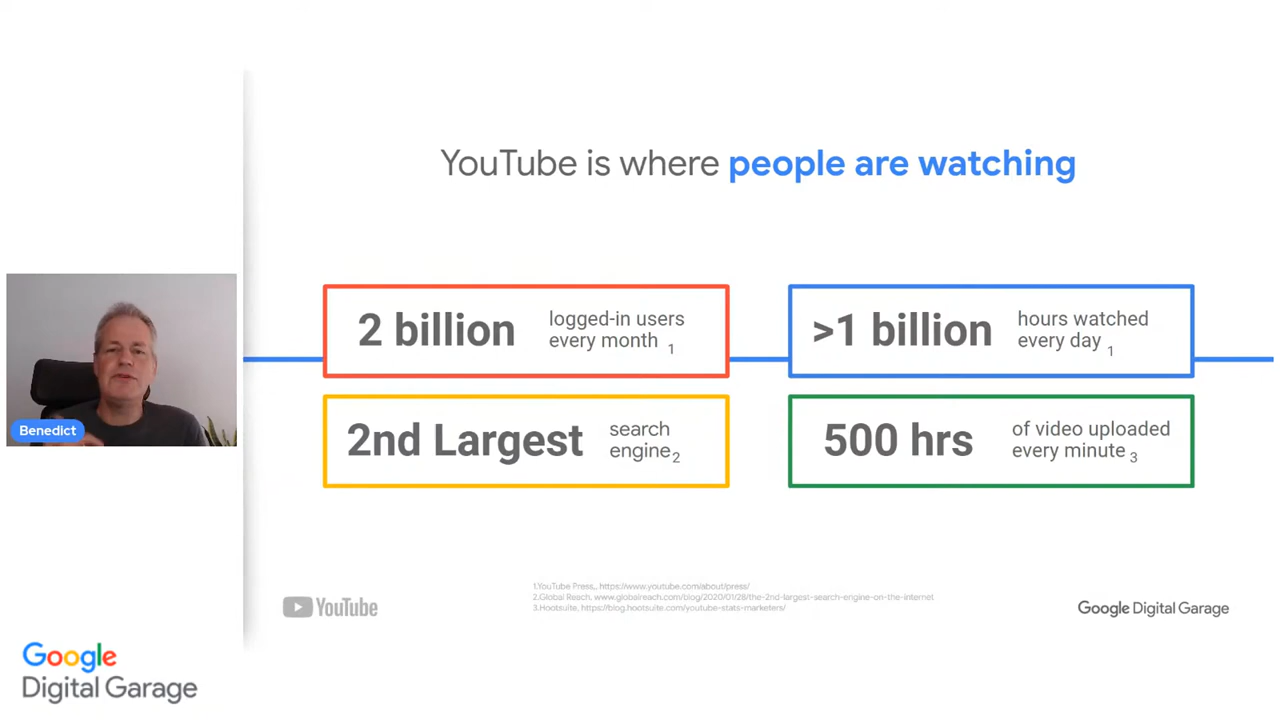 YouTube is where people are watching
2 billion
logged-in users
every month 1
>1 billion
hours watched
every day 1
2nd Largest
search
engine2
500 hrs
of video uploaded
every minute 3
Benedict
1.YouTube Press,, https://www.youtube.com/about/press/
2.Global Reach, www.globalreach.com/blog/2020/01/28/the-2nd-largest-search-engine-on-the-internet
3.Hootsuite, https://blog.hootsuite.com/youtube-stats-marketers/
YouTube
Google Digital Garage
Google
Digital Garage